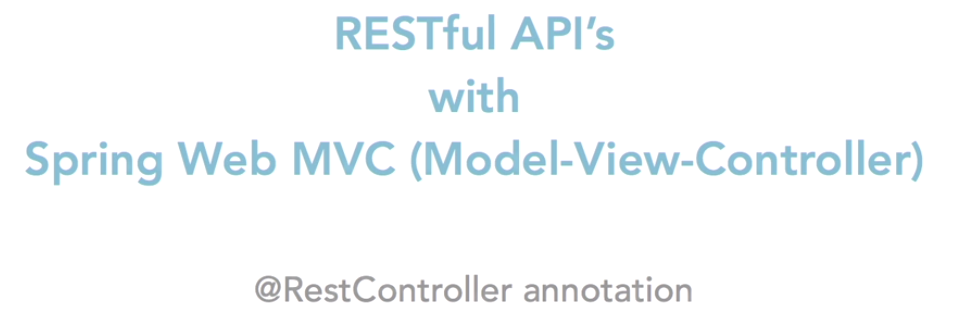 RESTful API’s
with
Spring Web MVC (Model-View-Controller)
@RestController annotation